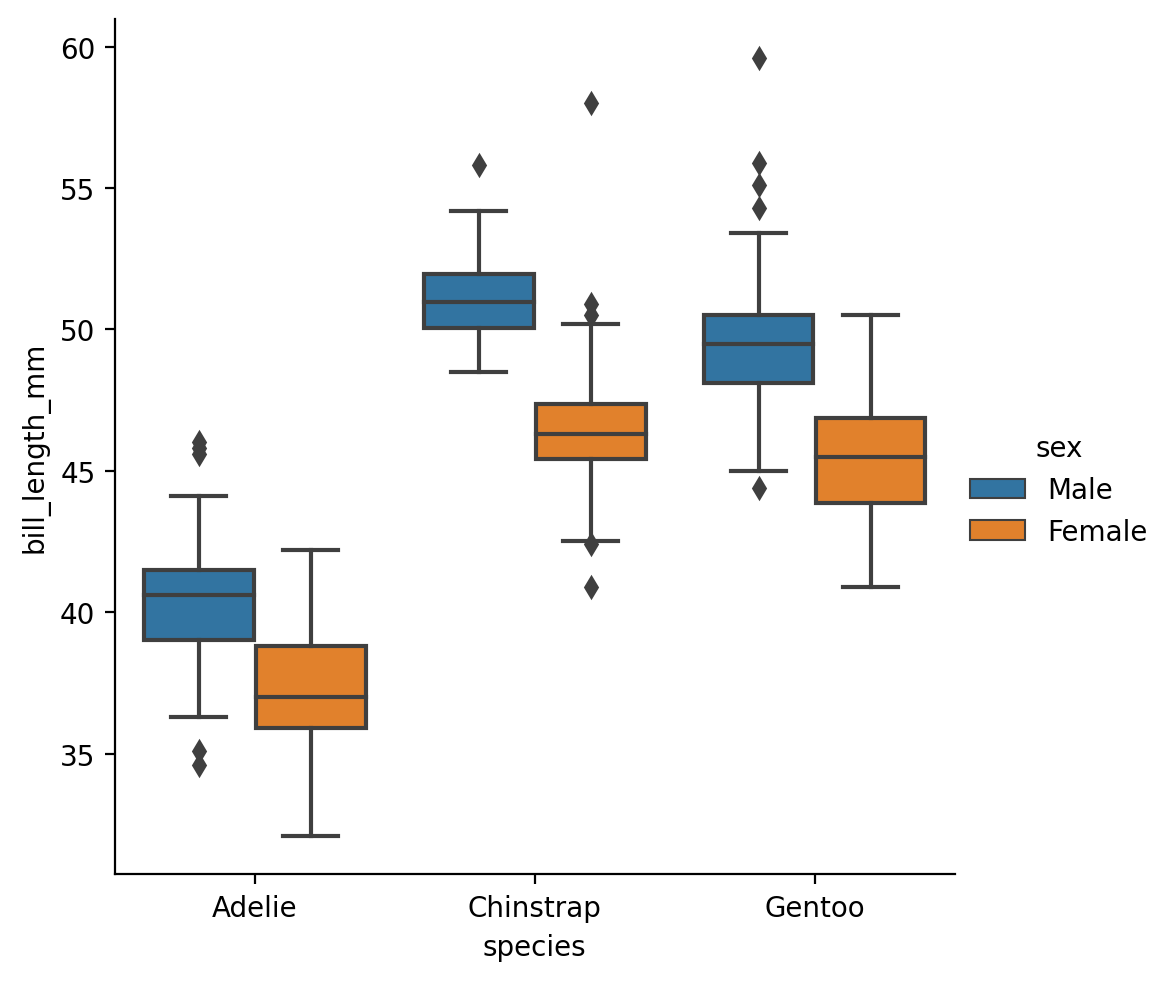 60
55
50
45
40
35
bill_length_mm
Adelie
Chinstrap
Gentoo
species
sex
Male
Female